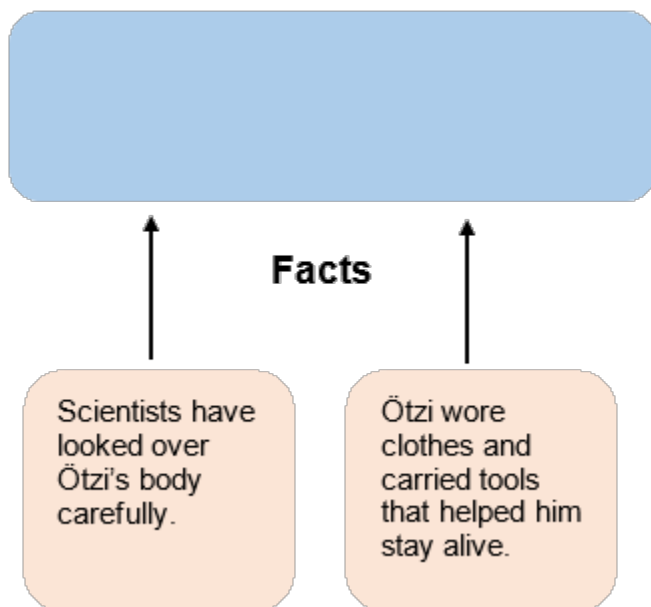 Facts
Scientists have
looked over
Ötzi's body
carefully.
Ötzi wore
clothes and
carried tools
that helped him
stay alive.